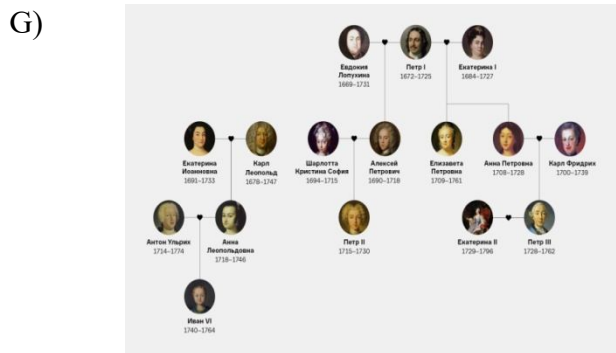 G)
Евдокия
Лопухина
1669–1731
Петр I
1672–1725
Екатерина I
1684–1727
Екатерина
Иоанновна
1691–1733
Карл
Леопольд
1678–1747
Шарлотта
Кристина София
1694–1715
Алексей
Петрович
1690–1718
Елизавета
Петровна
1709–1761
Анна Петровна
1708–1728
Карл Фридрих
1700–1739
Антон Ульрих
1714–1774
Анна
Леопольдовна
1718–1746
Петр II
1715–1730
Екатерина II
1729–1796
Петр III
1728–1762
Иван VI
1740–1764